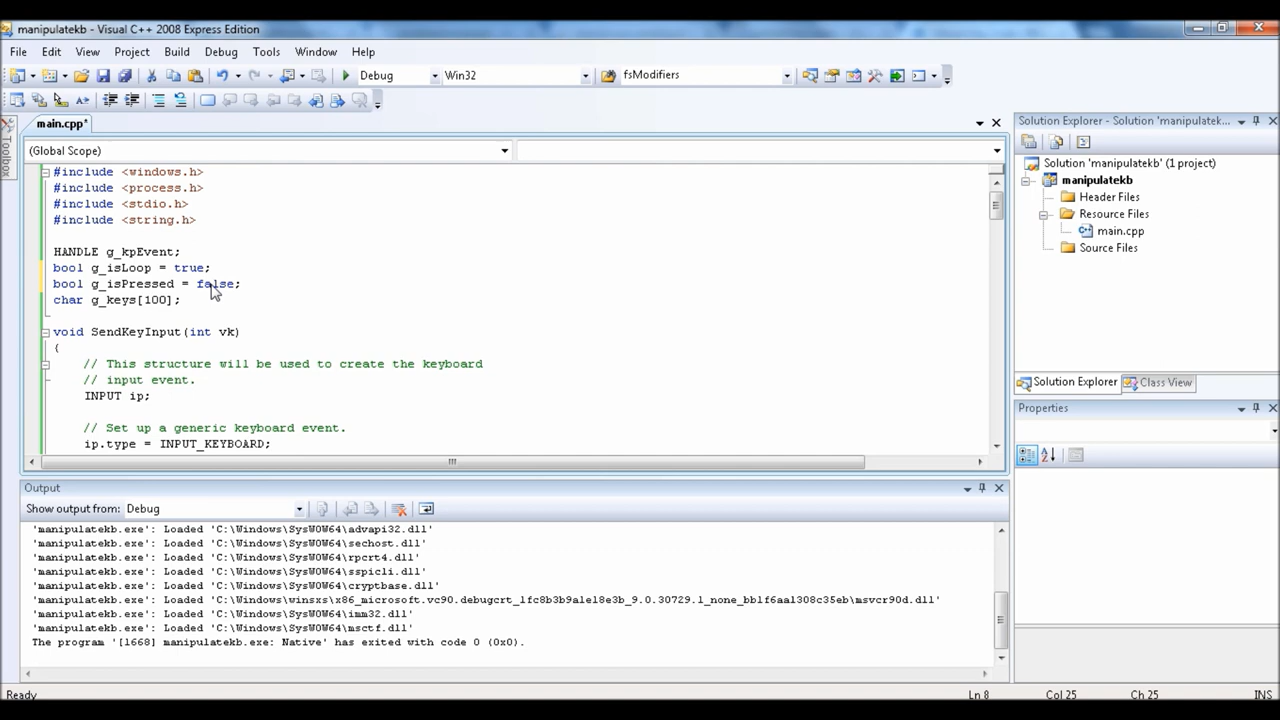 manipulatekb - Visual C++ 2008 Express Edition
File Edit View Project Build Debug Tools Window Help
Debug Win32 fsModifiers
main.cpp*
(Global Scope)
Toolbox
#include <windows.h>
#include <process.h>
#include <stdio.h>
#include <string.h>
HANDLE g_kpEvent;
bool g_isLoop = true;
bool g_isPressed = false;
char g_keys[100];
void SendKeyInput(int vk)
{
// This structure will be used to create the keyboard
// input event.
INPUT ip;
// Set up a generic keyboard event.
ip.type = INPUT_KEYBOARD;
Solution Explorer - Solution 'manipulatek...
Solution 'manipulatekb' (1 project)
manipulatekb
Header Files
Resource Files
main.cpp
Source Files
Solution Explorer Class View
Properties
Output
Show output from: Debug
'manipulatekb.exe': Loaded 'C:\Windows\SysWOW64\advapi32.dll'
'manipulatekb.exe': Loaded 'C:\Windows\SysWOW64\sechost.dll'
'manipulatekb.exe': Loaded 'C:\Windows\SysWOW64\rpcrt4.dll'
'manipulatekb.exe': Loaded 'C:\Windows\SysWOW64\sspicli.dll'
'manipulatekb.exe': Loaded 'C:\Windows\SysWOW64\cryptbase.dll'
'manipulatekb.exe': Loaded 'C:\Windows\winsxs\x86_microsoft.vc90.debugcrt_1fc8b3b9a1e18e3b_9.0.30729.1_none_bb1f6aa1308c35eb\msvcr90d.dll'
'manipulatekb.exe': Loaded 'C:\Windows\SysWOW64\imm32.dll'
'manipulatekb.exe': Loaded 'C:\Windows\SysWOW64\msctf.dll'
The program '[1668] manipulatekb.exe: Native' has exited with code 0 (0x0).
Ready Ln 8 Col 25 Ch 25 INS